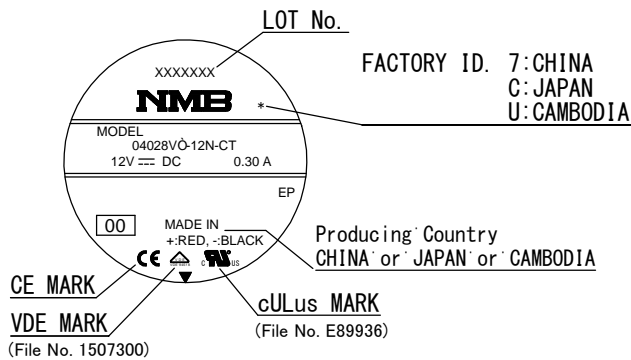 LOT No.
XXXXXXX
NMB *
FACTORY ID. 7:CHINA
C:JAPAN
U:CAMBODIA
MODEL
04028VÒ-12N-CT
12V ⎓ DC 0.30 A
EP
00
MADE IN
+:RED, -:BLACK
Producing Country
CHINA or JAPAN or CAMBODIA
CE
C US
CE MARK
VDE MARK
(File No. 1507300)
cULus MARK
(File No. E89936)